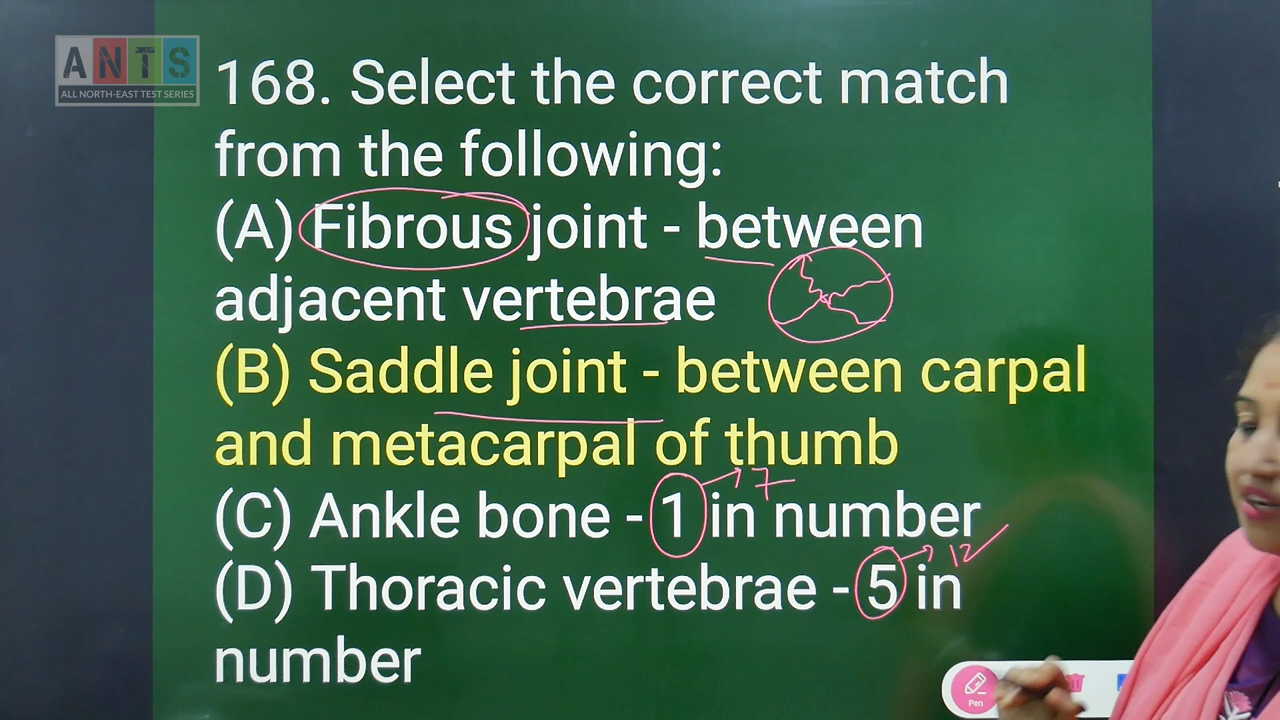 ANTS
ALL NORTH-EAST TEST SERIES
168. Select the correct match
from the following:
(A) Fibrous joint - between
adjacent vertebrae
(B) Saddle joint - between carpal
and metacarpal of thumb
7
(C) Ankle bone - 1 in number
12
(D) Thoracic vertebrae - 5 in
number
Pen